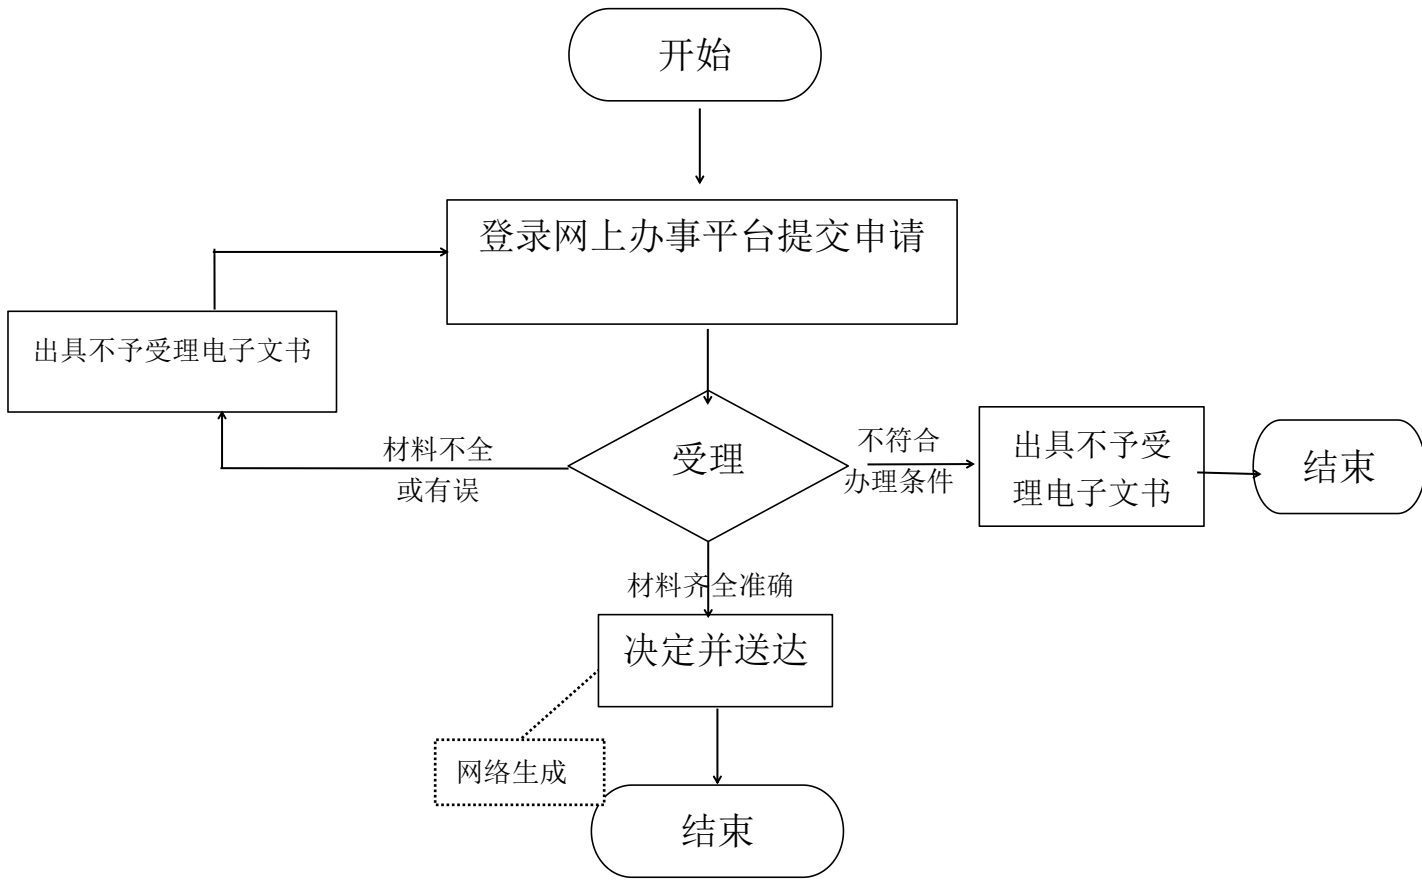 开始
登录网上办事平台提交申请
出具不予受理电子文书
材料不全
或有误
受理
不符合
办理条件
出具不予受
理电子文书
结束
材料齐全准确
决定并送达
网络生成
结束